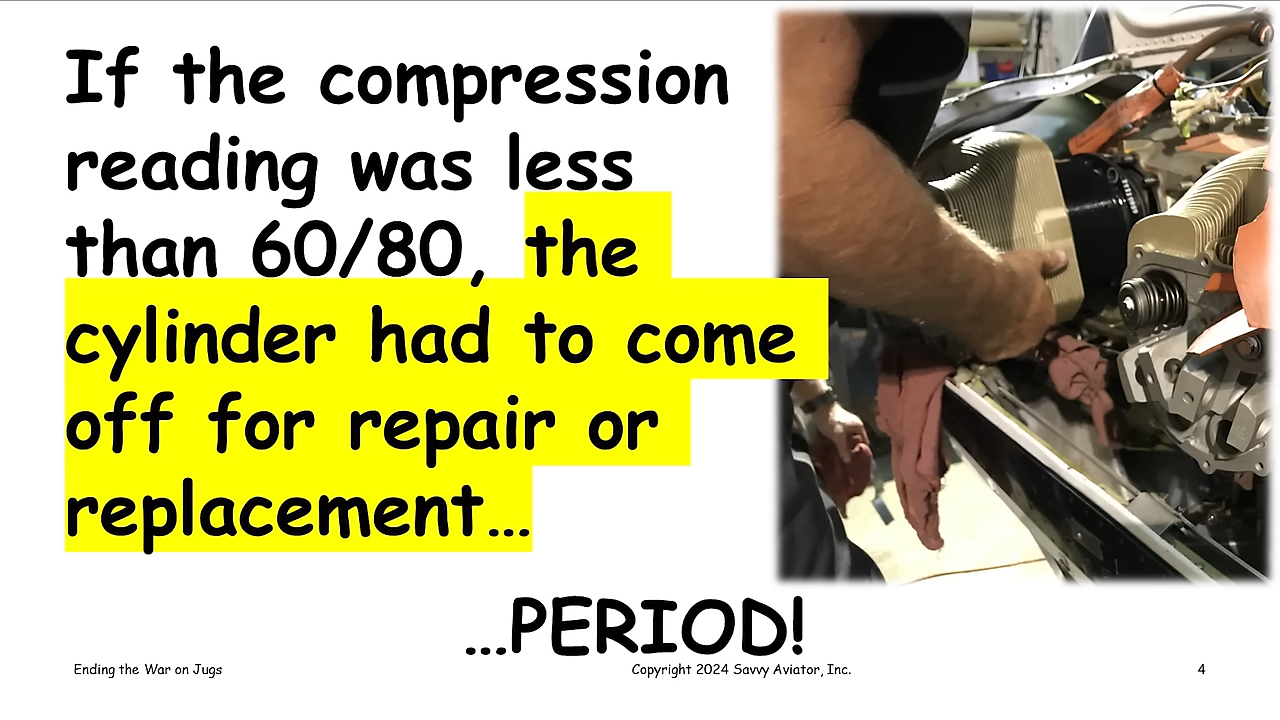 If the compression
reading was less
than 60/80, the
cylinder had to come
off for repair or
replacement…
…PERIOD!
Ending the War on Jugs
Copyright 2024 Savvy Aviator, Inc.
4